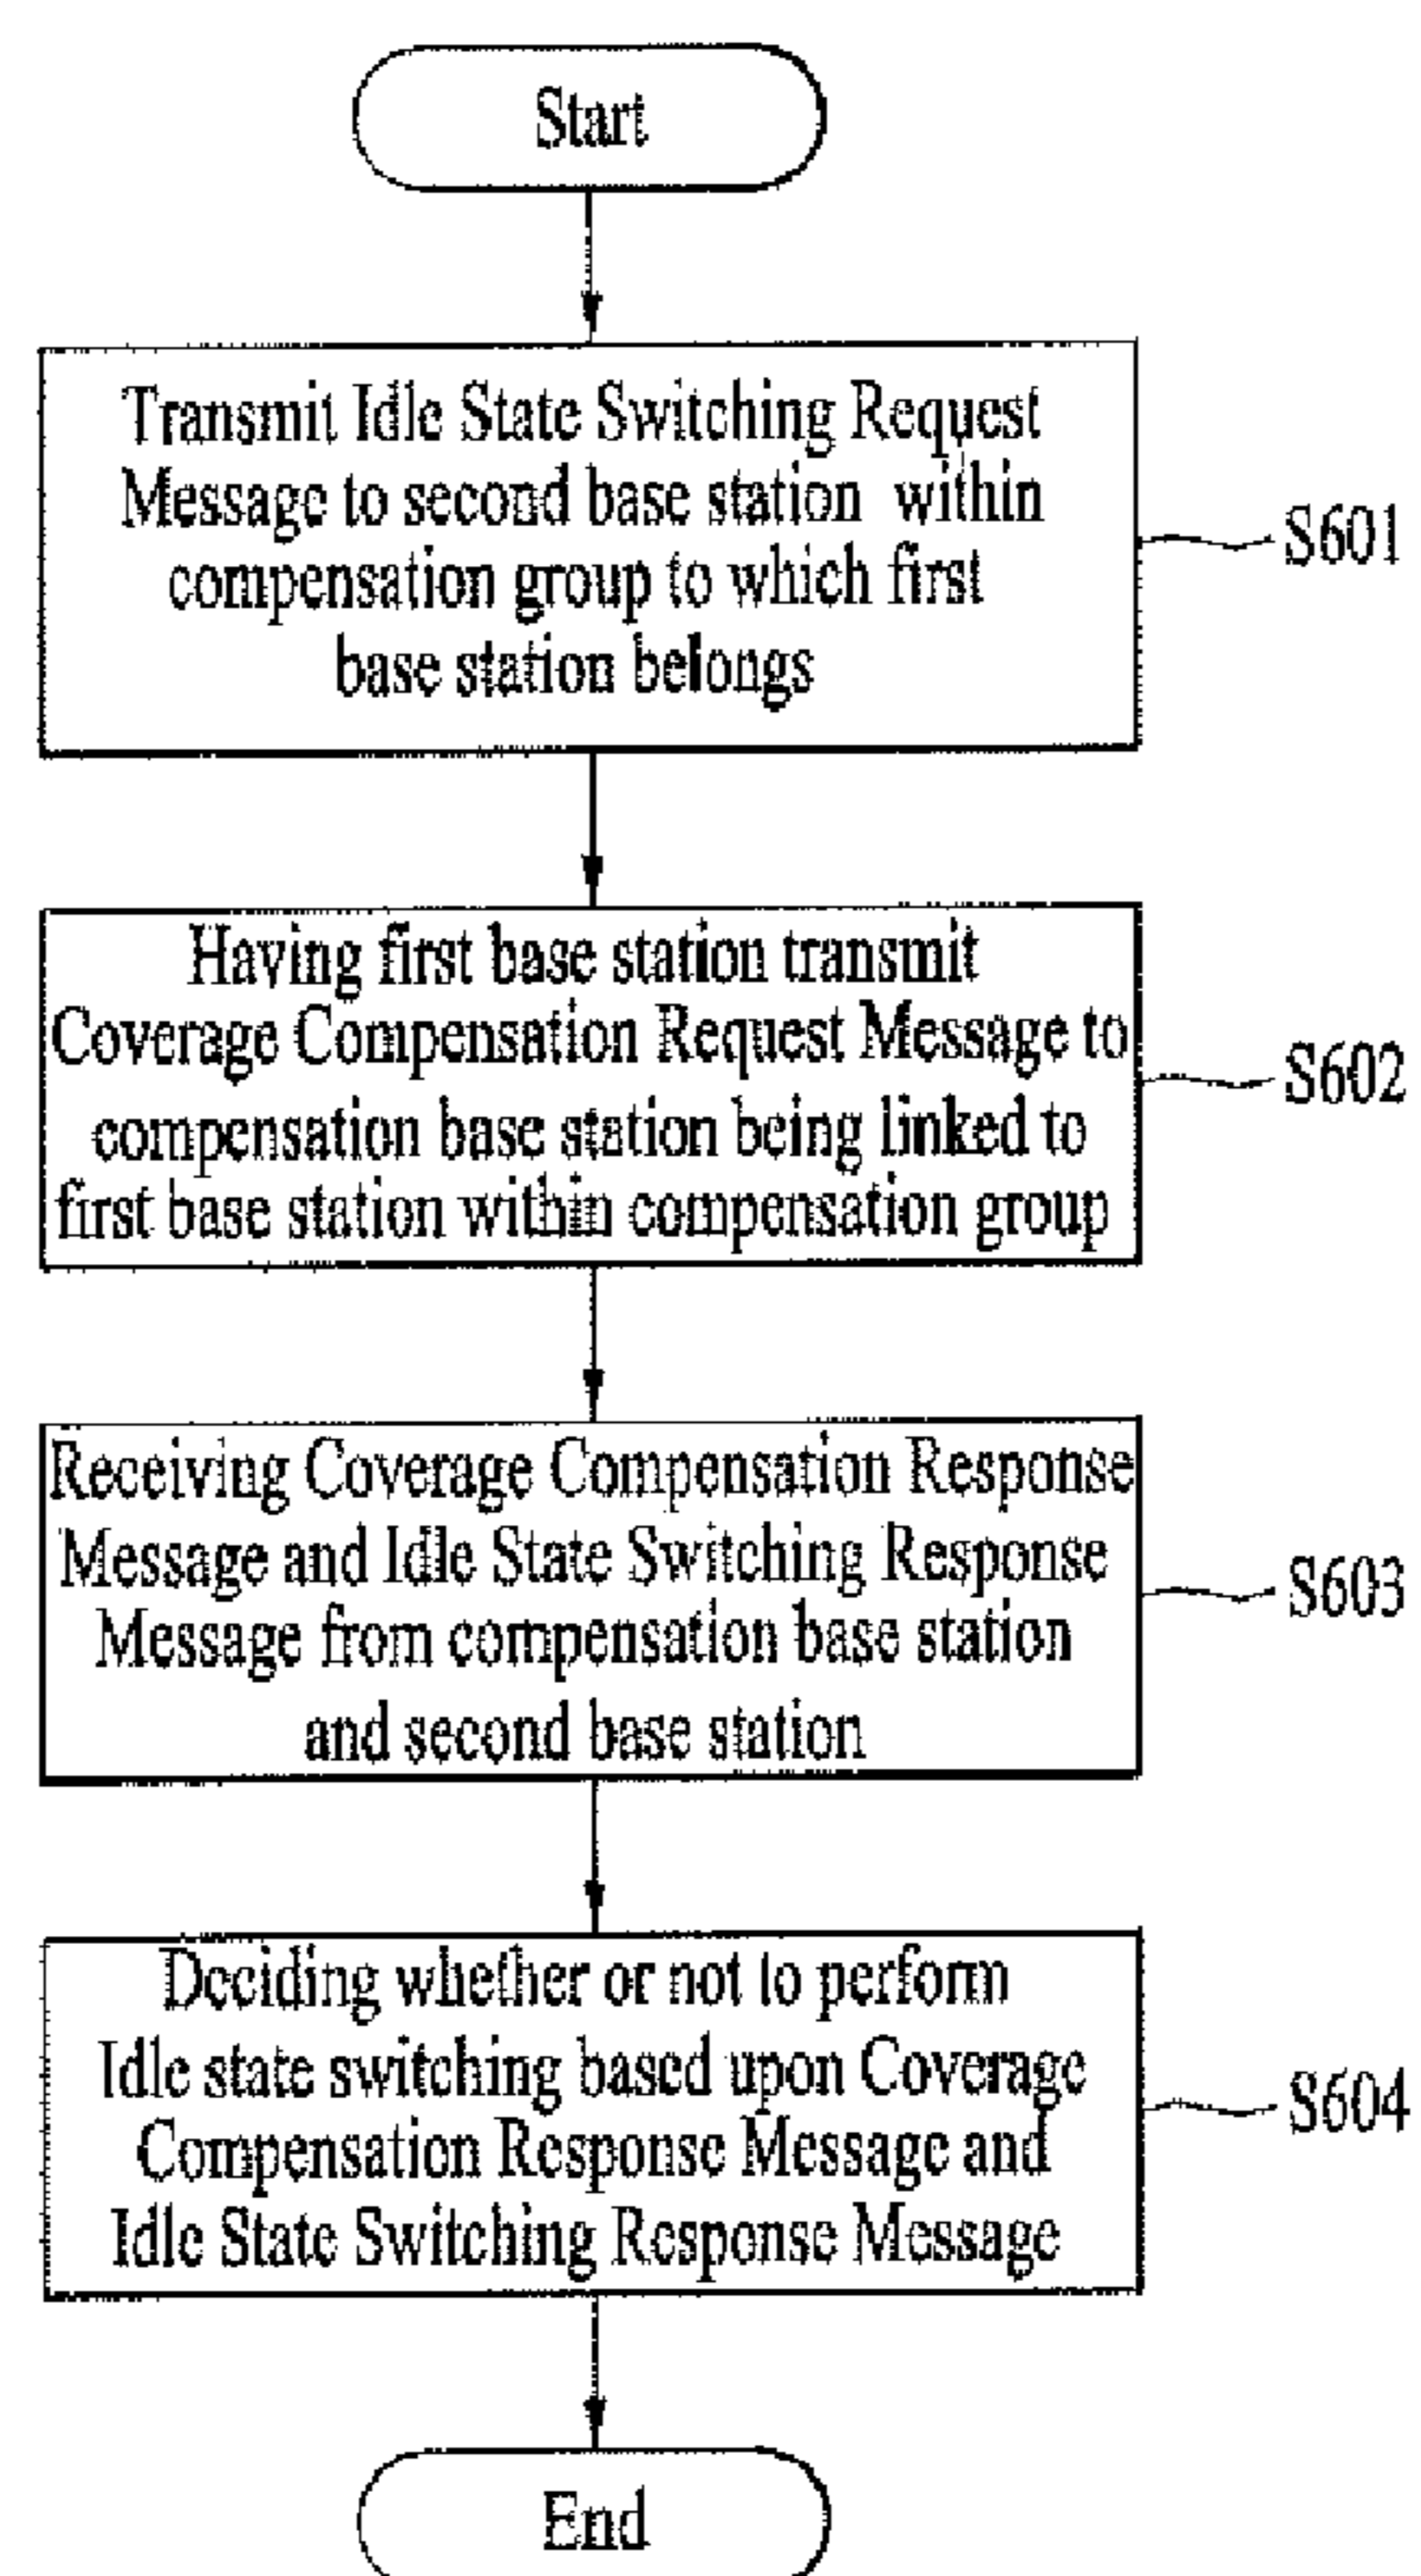 Start
Transmit Idle State Switching Request
Message to second base station within
compensation group to which first
base station belongs
S601
Having first base station transmit
Coverage Compensation Request Message to
compensation base station being linked to
first base station within compensation group
S602
Receiving Coverage Compensation Response
Message and Idle State Switching Response
Message from compensation base station
and second base station
S603
Deciding whether or not to perform
Idle state switching based upon Coverage
Compensation Response Message and
Idle State Switching Response Message
S604
End